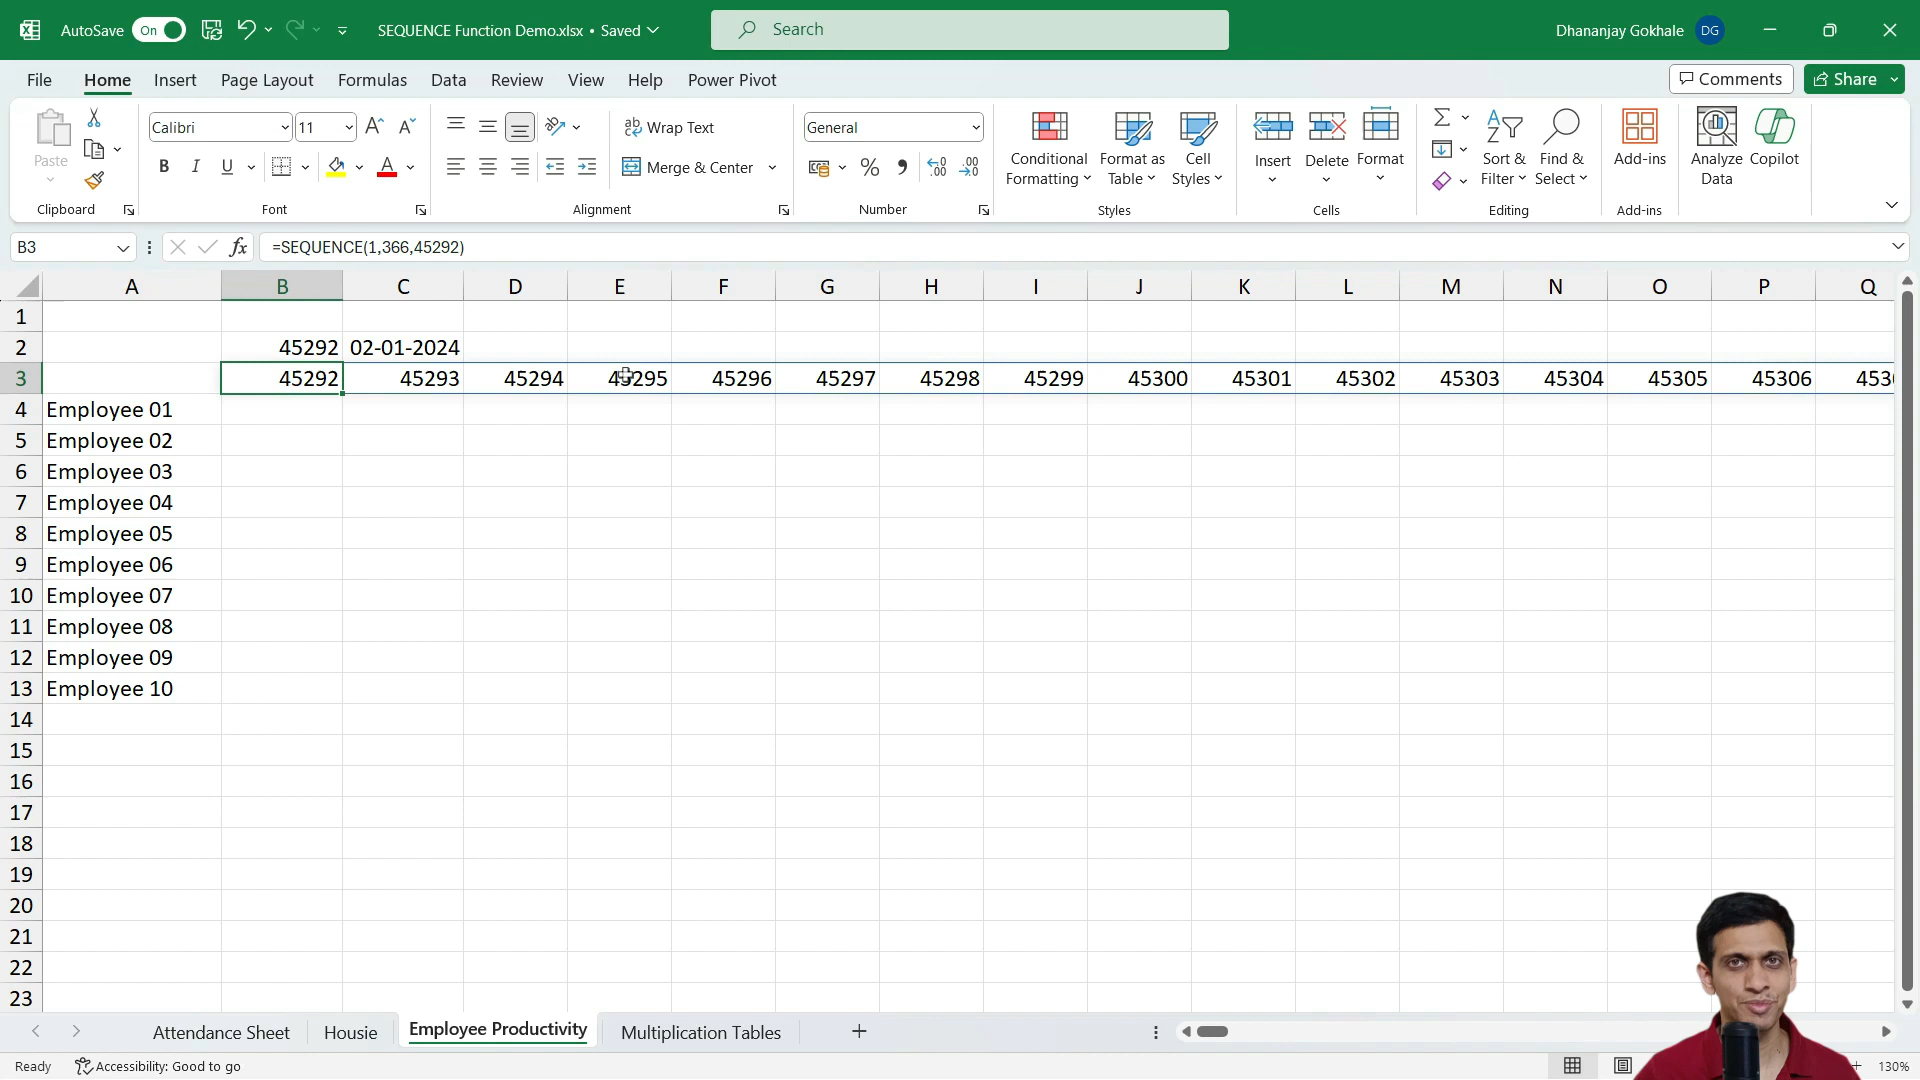 AutoSave On SEQUENCE Function Demo.xlsx • Saved Search Dhananjay Gokhale DG
File Home Insert Page Layout Formulas Data Review View Help Power Pivot Comments Share
Paste Calibri 11 A A Wrap Text General Conditional Formatting Format as Table Cell Styles Insert Delete Format Sort & Filter Find & Select Add-ins Analyze Data Copilot
B I U A Merge & Center % .00
Clipboard Font Alignment Number Styles Cells Editing Add-ins
B3 fx =SEQUENCE(1,366,45292)
A B C D E F G H I J K L M N O P Q
1
2 45292 02-01-2024
3 45292 45293 45294 45295 45296 45297 45298 45299 45300 45301 45302 45303 45304 45305 45306
4 Employee 01
5 Employee 02
6 Employee 03
7 Employee 04
8 Employee 05
9 Employee 06
10 Employee 07
11 Employee 08
12 Employee 09
13 Employee 10
14
15
16
17
18
19
20
21
22
23
Attendance Sheet Housie Employee Productivity Multiplication Tables +
Ready Accessibility: Good to go 130%